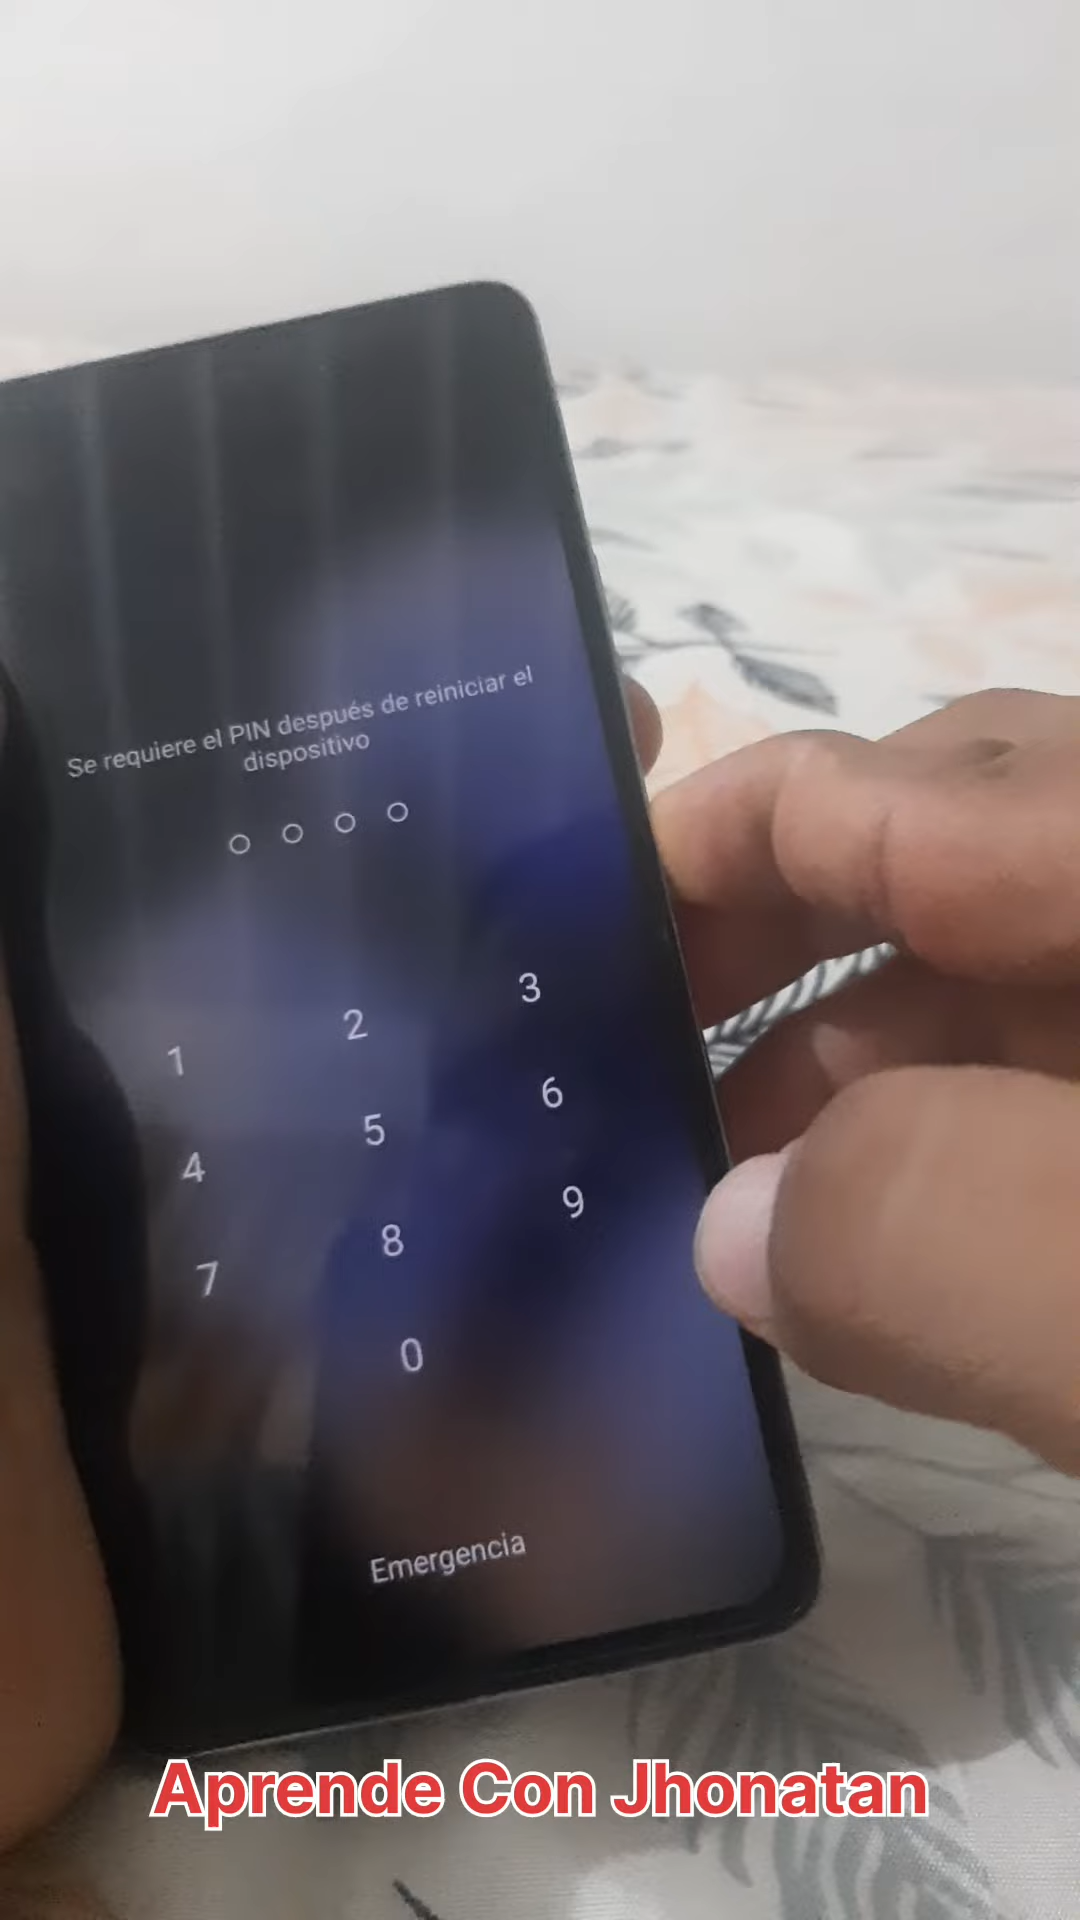 Se requiere el PIN después de reiniciar el
dispositivo
1 2 3
4 5 6
7 8 9
0
Emergencia
Aprende Con Jhonatan